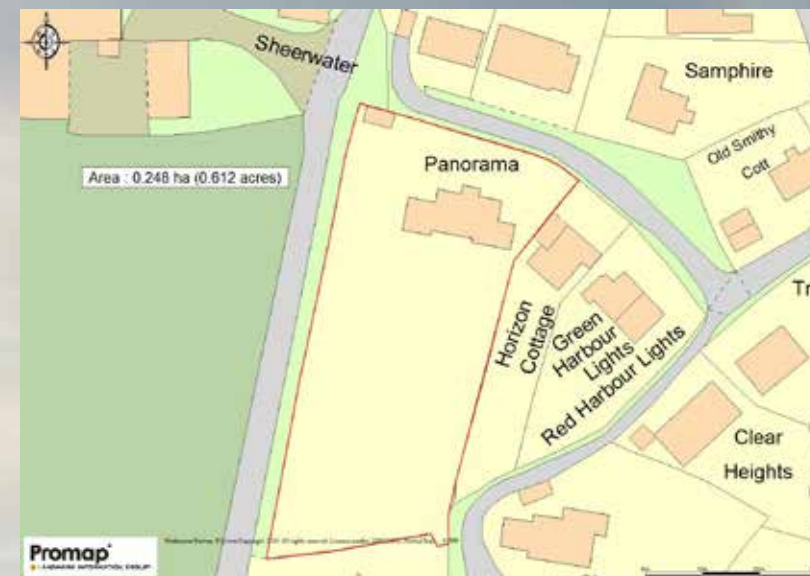 Sheerwater
Samphire
Old Smithy
Cott
Panorama
Area : 0.248 ha (0.612 acres)
Horizon
Cottage
Green
Harbour
Lights
Red Harbour Lights
Clear
Heights
Promap